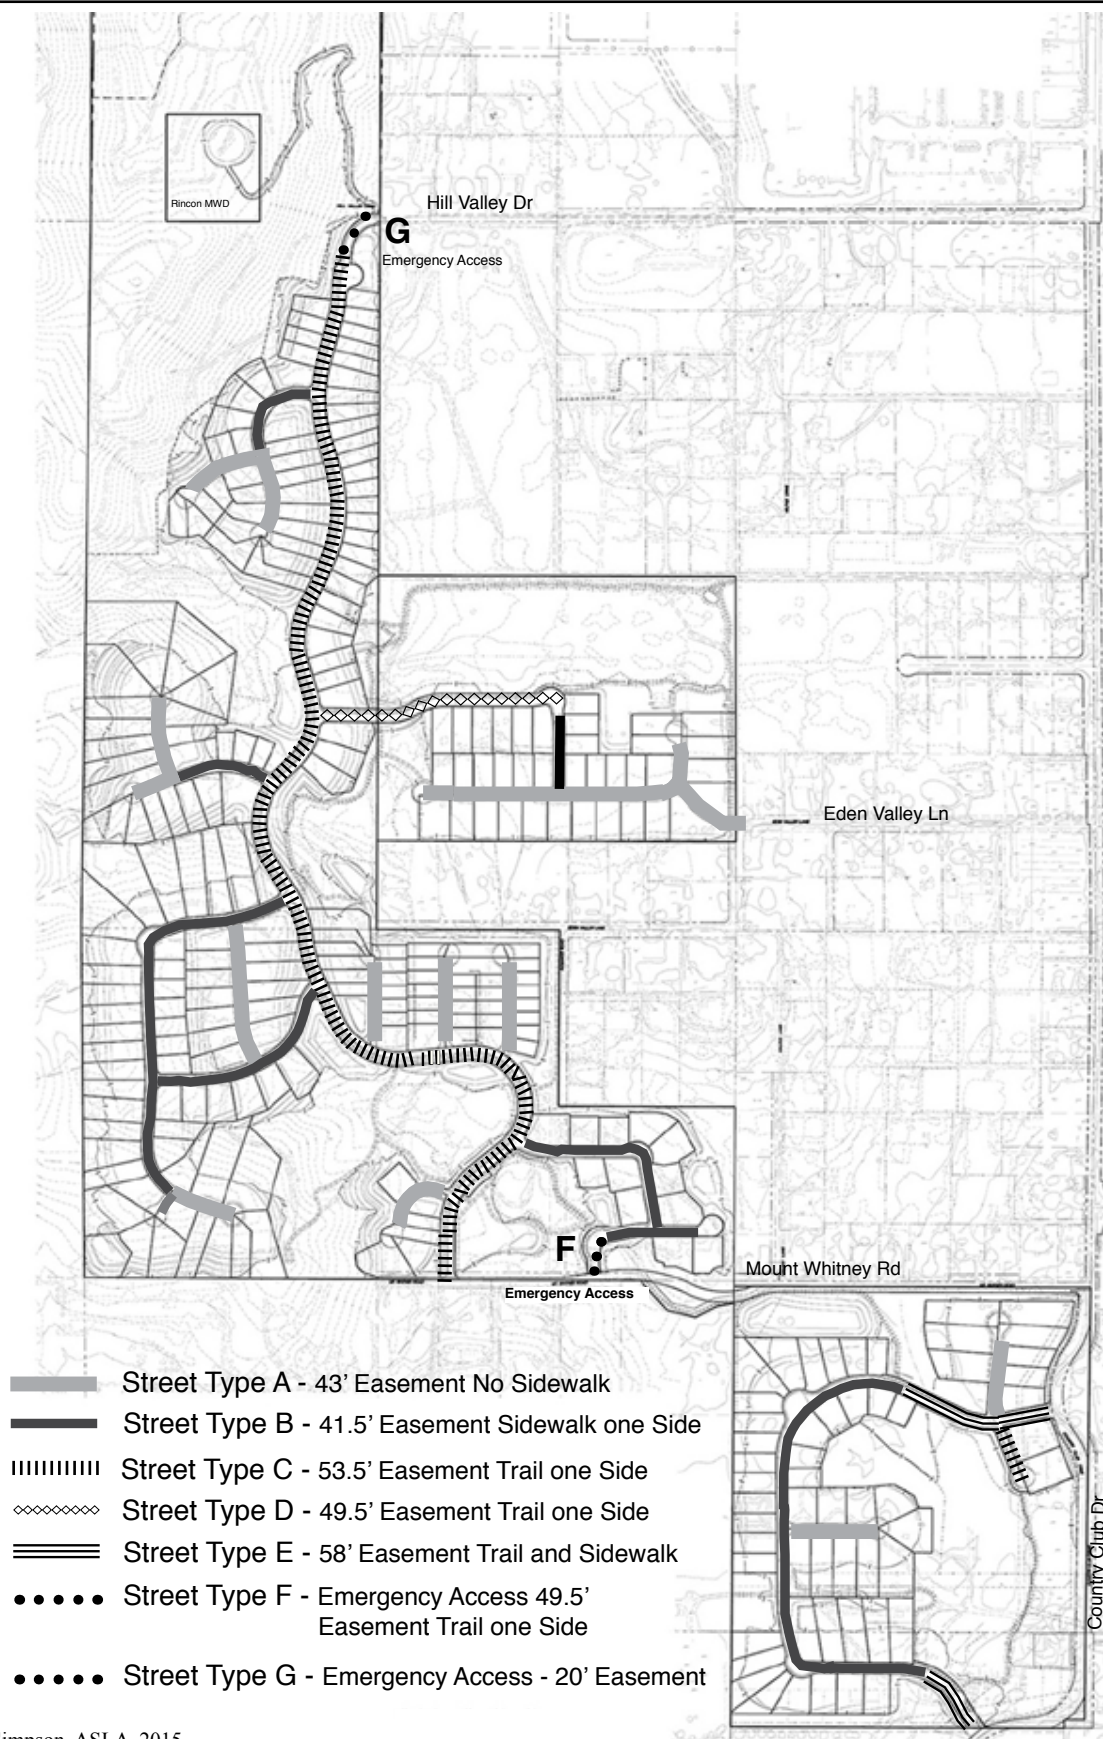 Rincon MWD
Hill Valley Dr
G
Emergency Access
Eden Valley Ln
F
Emergency Access
Mount Whitney Rd
Country Club Dr
Street Type A - 43’ Easement No Sidewalk
Street Type B - 41.5’ Easement Sidewalk one Side
Street Type C - 53.5’ Easement Trail one Side
Street Type D - 49.5’ Easement Trail one Side
Street Type E - 58’ Easement Trail and Sidewalk
Street Type F - Emergency Access 49.5’
Easement Trail one Side
Street Type G - Emergency Access - 20’ Easement